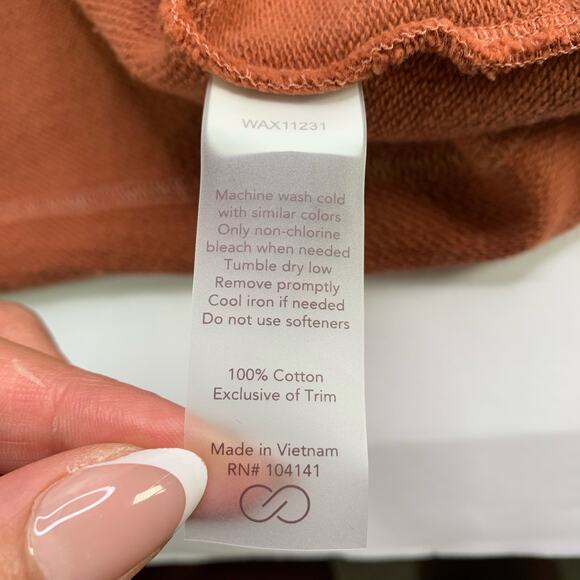 WAX11231
Machine wash cold
with similar colors
Only non-chlorine
bleach when needed
Tumble dry low
Remove promptly
Cool iron if needed
Do not use softeners
100% Cotton
Exclusive of Trim
Made in Vietnam
RN# 104141